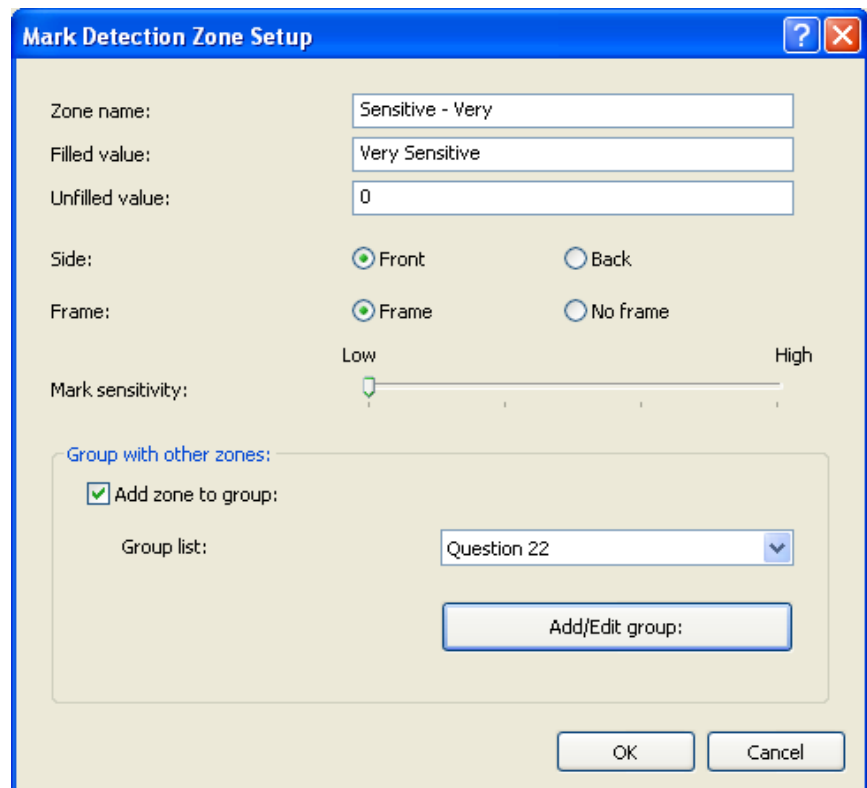 Mark Detection Zone Setup
Zone name: Sensitive - Very
Filled value: Very Sensitive
Unfilled value: 0
Side: Front Back
Frame: Frame No frame
Low High
Mark sensitivity:
Group with other zones:
Add zone to group:
Group list: Question 22
Add/Edit group:
OK Cancel